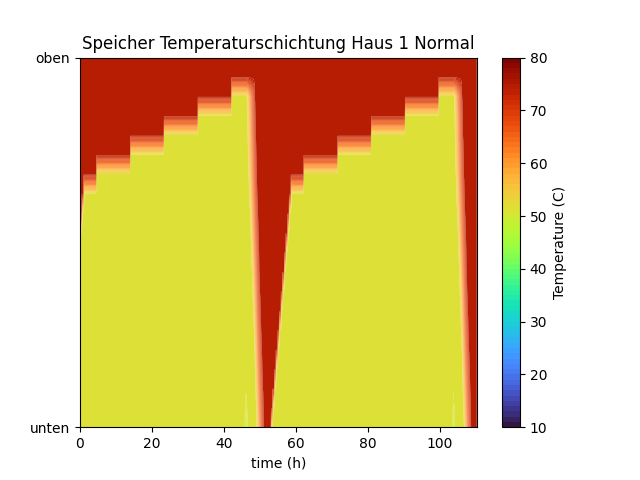 Speicher Temperaturschichtung Haus 1 Normal
oben
unten
0 20 40 60 80 100
time (h)
80
70
60
50
40
30
20
10
Temperature (C)